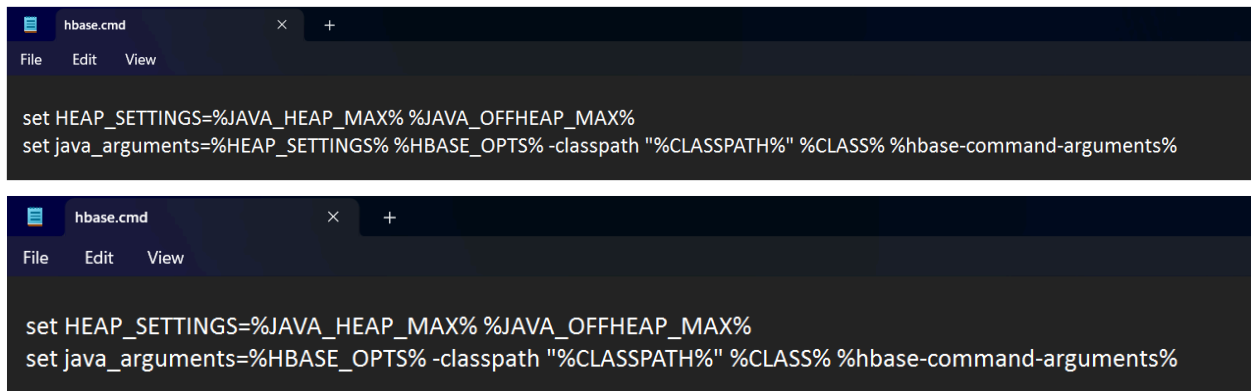 hbase.cmd × +
File Edit View
set HEAP_SETTINGS=%JAVA_HEAP_MAX% %JAVA_OFFHEAP_MAX%
set java_arguments=%HEAP_SETTINGS% %HBASE_OPTS% -classpath "%CLASSPATH%" %CLASS% %hbase-command-arguments%
hbase.cmd × +
File Edit View
set HEAP_SETTINGS=%JAVA_HEAP_MAX% %JAVA_OFFHEAP_MAX%
set java_arguments=%HBASE_OPTS% -classpath "%CLASSPATH%" %CLASS% %hbase-command-arguments%